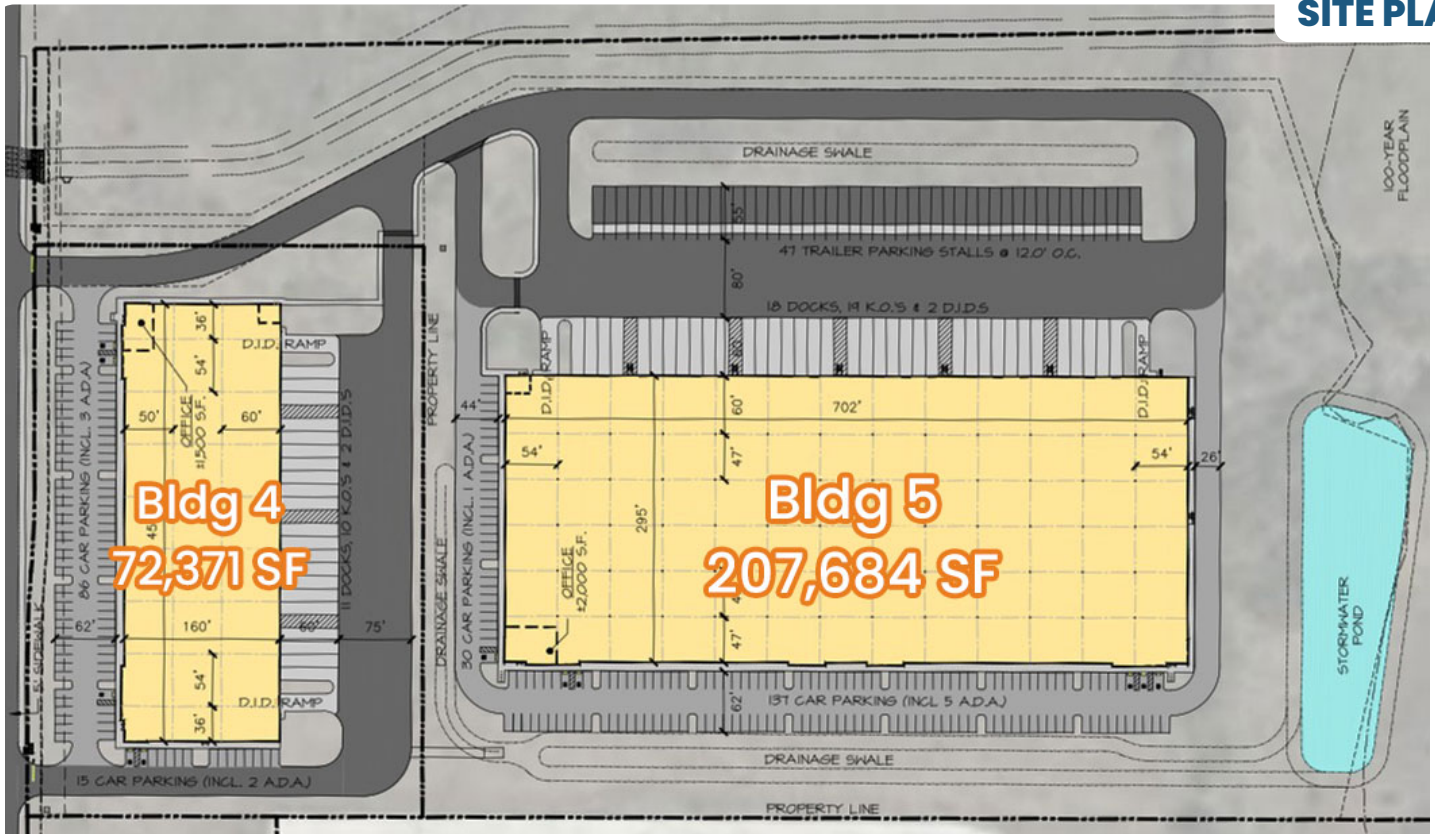 SITE PLA
100-YEAR
FLOODPLAIN
DRAINAGE SWALE
55'
47 TRAILER PARKING STALLS @ 12.0' O.C.
80'
18 DOCKS, 19 K.O.'S & 2 D.I.D.S
60'
D.I.D. RAMP
D.I.D. RAMP
44'
60'
702'
54'
47'
54'
26'
295'
Bldg 5
207,684 SF
OFFICE
±2,000 S.F.
47'
30 CAR PARKING (INCL. 1 A.D.A.)
62'
137 CAR PARKING (INCL 5 A.D.A.)
DRAINAGE SWALE
DRAINAGE SWALE
PROPERTY LINE
PROPERTY LINE
STORMWATER
POND
36'
D.I.D. RAMP
54'
50'
60'
OFFICE
±1,500 S.F.
86 CAR PARKING (INCL. 3 A.D.A.)
11 DOCKS, 10 K.O.'S & 2 D.I.D.S
Bldg 4
72,371 SF
62'
160'
60'
75'
5' SIDEWALK
54'
D.I.D. RAMP
36'
15 CAR PARKING (INCL. 2 A.D.A.)